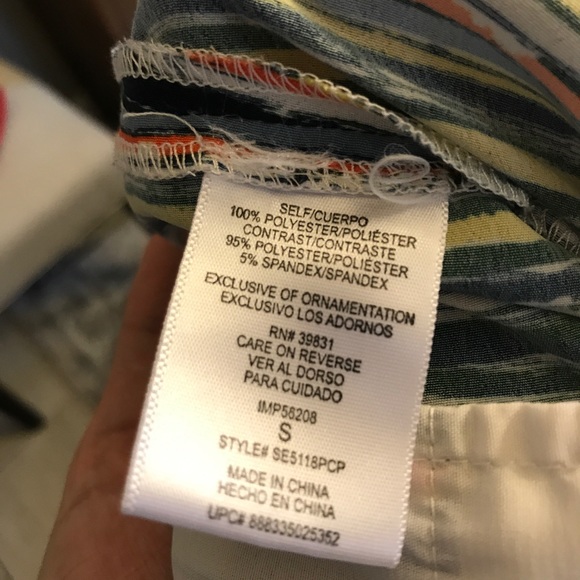 SELF/CUERPO
100% POLYESTER/POLIÉSTER
CONTRAST/CONTRASTE
95% POLYESTER/POLIÉSTER
5% SPANDEX/SPANDEX
EXCLUSIVE OF ORNAMENTATION
EXCLUSIVO LOS ADORNOS
RN# 39831
CARE ON REVERSE
VER AL DORSO
PARA CUIDADO
IMP56208
S
STYLE# SE5118PCP
MADE IN CHINA
HECHO EN CHINA
UPC# 888335025352